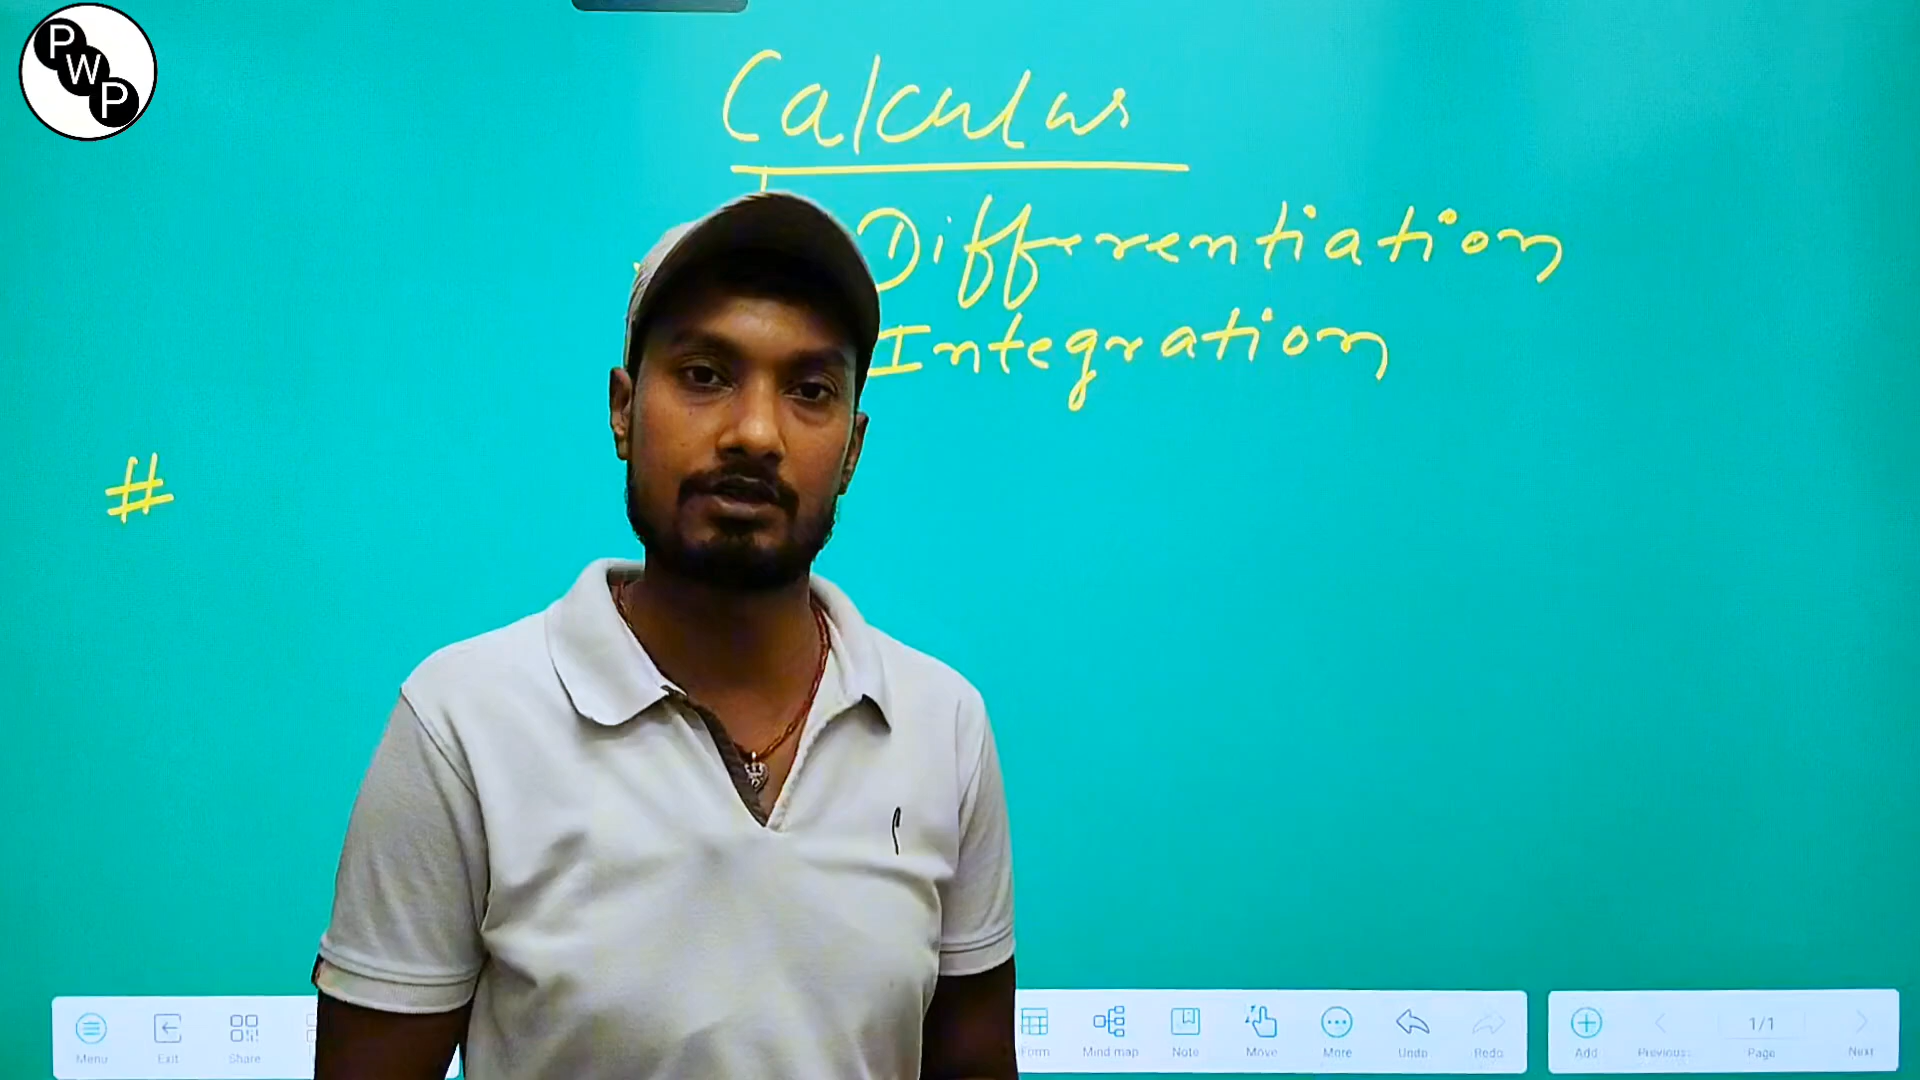 PWP
Calculus
Differentiation
Integration
#
Menu Exit Share Form Mind map Note Move More Undo Redo Add Previous 1/1 Page Next